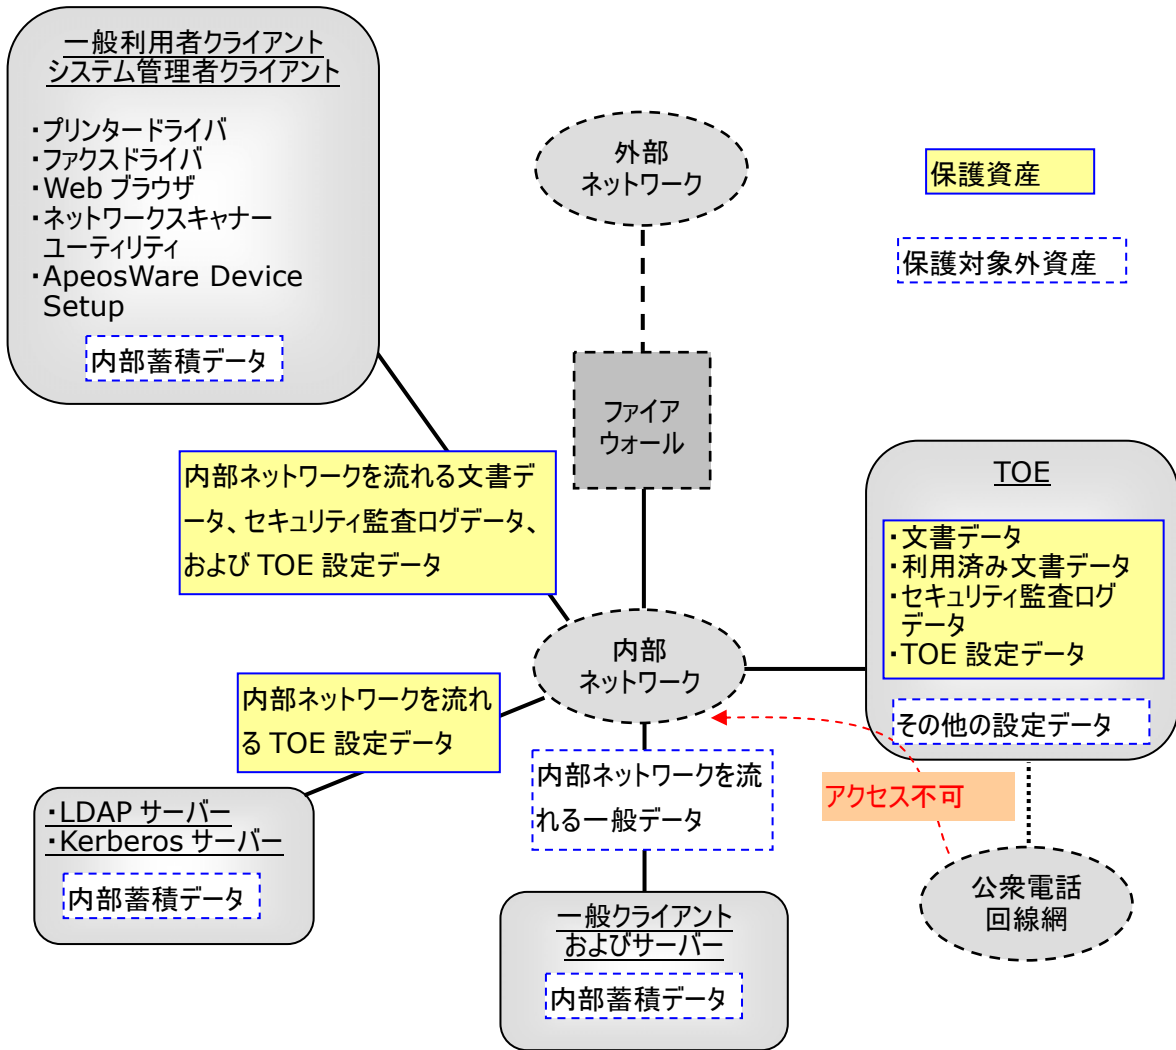 一般利用者クライアント
システム管理者クライアント
・プリンタードライバ
・ファクスドライバ
・Web ブラウザ
・ネットワークスキャナー
ユーティリティ
・ApeosWare Device
Setup
内部蓄積データ
外部
ネットワーク
保護資産
保護対象外資産
ファイア
ウォール
内部ネットワークを流れる文書デ
ータ、セキュリティ監査ログデータ、
および TOE 設定データ
TOE
・文書データ
・利用済み文書データ
・セキュリティ監査ログ
データ
・TOE 設定データ
その他の設定データ
内部
ネットワーク
内部ネットワークを流れ
る TOE 設定データ
内部ネットワークを流
れる一般データ
アクセス不可
・LDAP サーバー
・Kerberos サーバー
内部蓄積データ
一般クライアント
およびサーバー
内部蓄積データ
公衆電話
回線網